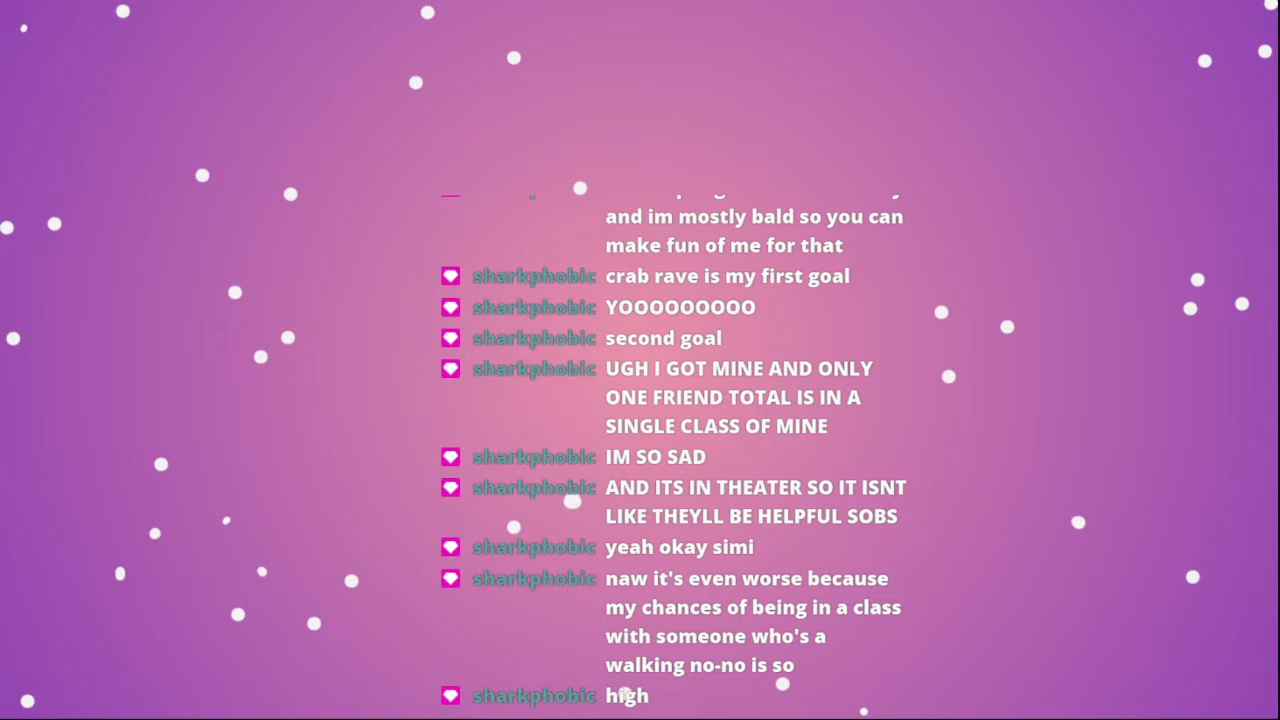 and im mostly bald so you can
make fun of me for that
sharkphobic crab rave is my first goal
sharkphobic YOOOOOOOOO
sharkphobic second goal
sharkphobic UGH I GOT MINE AND ONLY
ONE FRIEND TOTAL IS IN A
SINGLE CLASS OF MINE
sharkphobic IM SO SAD
sharkphobic AND ITS IN THEATER SO IT ISNT
LIKE THEYLL BE HELPFUL SOBS
sharkphobic yeah okay simi
sharkphobic naw it's even worse because
my chances of being in a class
with someone who's a
walking no-no is so
sharkphobic high